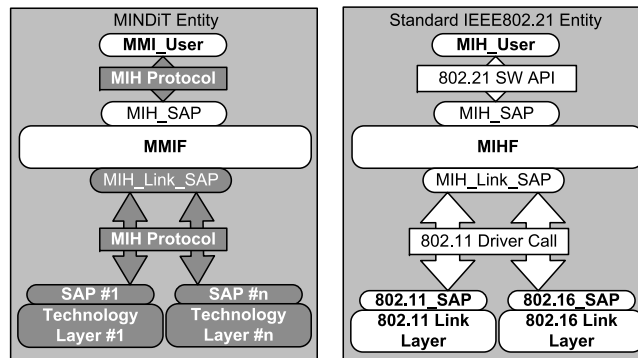 MINDiT Entity
MMI_User
MIH Protocol
MIH_SAP
MMIF
MIH_Link_SAP
MIH Protocol
SAP #1
SAP #n
Technology
Layer #1
Technology
Layer #n
Standard IEEE802.21 Entity
MIH_User
802.21 SW API
MIH_SAP
MIHF
MIH_Link_SAP
802.11 Driver Call
802.11_SAP
802.16_SAP
802.11 Link
Layer
802.16 Link
Layer